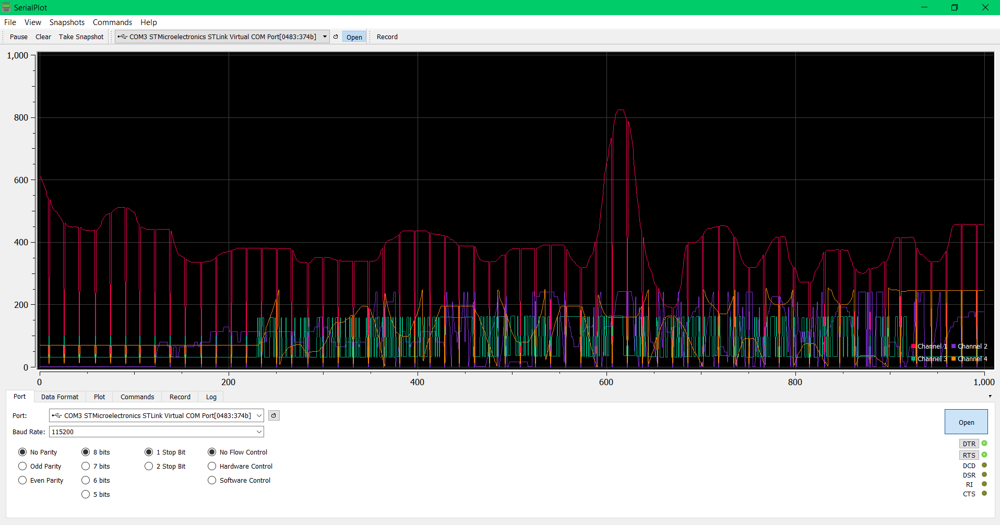 SerialPlot
File View Snapshots Commands Help
Pause Clear Take Snapshot COM3 STMicroelectronics STLink Virtual COM Port[0483:374b] Open Record
1,000
800
600
400
200
0
Channel 1 Channel 2
Channel 3 Channel 4
0 200 400 600 800 1,000
Port Data Format Plot Commands Record Log
Port: COM3 STMicroelectronics STLink Virtual COM Port[0483:374b]
Open
Baud Rate: 115200
DTR
No Parity 8 bits 1 Stop Bit No Flow Control
RTS
Odd Parity 7 bits 2 Stop Bit Hardware Control
DCD
DSR
Even Parity 6 bits Software Control
RI
5 bits
CTS